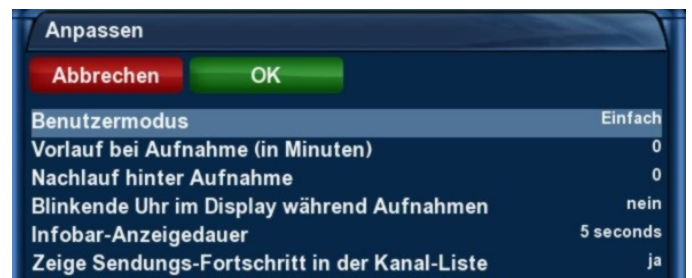 Anpassen
Abbrechen OK
Benutzermodus Einfach
Vorlauf bei Aufnahme (in Minuten) 0
Nachlauf hinter Aufnahme 0
Blinkende Uhr im Display während Aufnahmen nein
Infobar-Anzeigedauer 5 seconds
Zeige Sendungs-Fortschritt in der Kanal-Liste ja